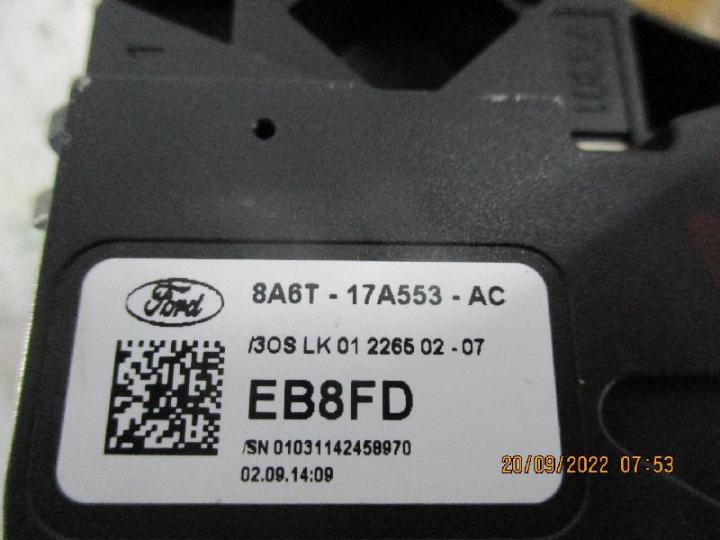 1
Ford
8A6T - 17A553 - AC
/3OS LK 01 2265 02 - 07
EB8FD
/SN 01031142458970
02.09.14:09
20/09/2022 07:53